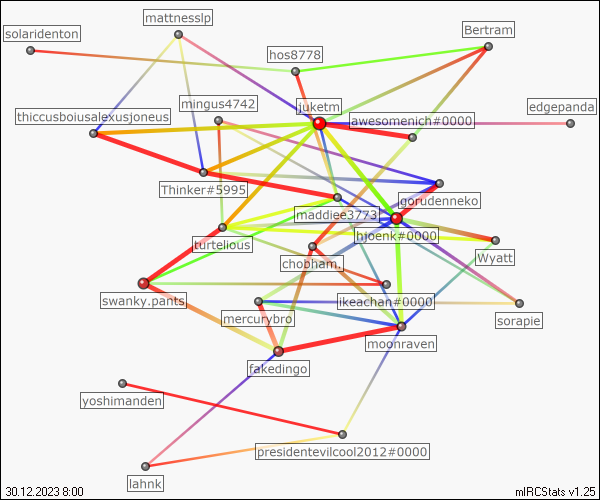 mattnesslp
solaridenton
Bertram
hos8778
mingus4742
juketm
edgepanda
thiccusboiusalexusjoneus
awesomenich#0000
Thinker#5995
gorudenneko
maddiee3773
hjoenk#0000
turtelious
Wyatt
chobham.
swanky.pants
ikeachan#0000
mercurybro
sorapie
moonraven
fakedingo
yoshimanden
presidentevilcool2012#0000
lahnk
30.12.2023 8:00
mIRCStats v1.25